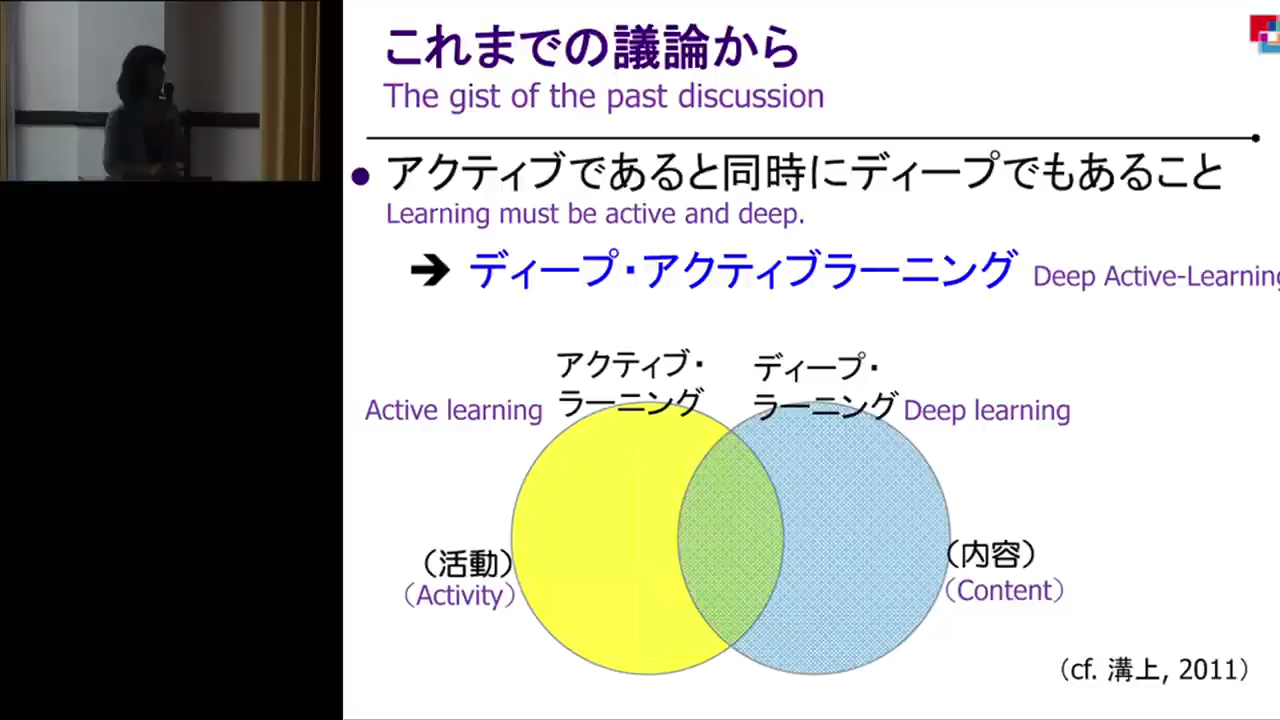 これまでの議論から
The gist of the past discussion
● アクティブであると同時にディープでもあること
Learning must be active and deep.
➔ ディープ・アクティブラーニング Deep Active-Learning
アクティブ・
ラーニング
Active learning
ディープ・
ラーニング
Deep learning
（活動）
（Activity）
（内容）
（Content）
（cf. 溝上, 2011）